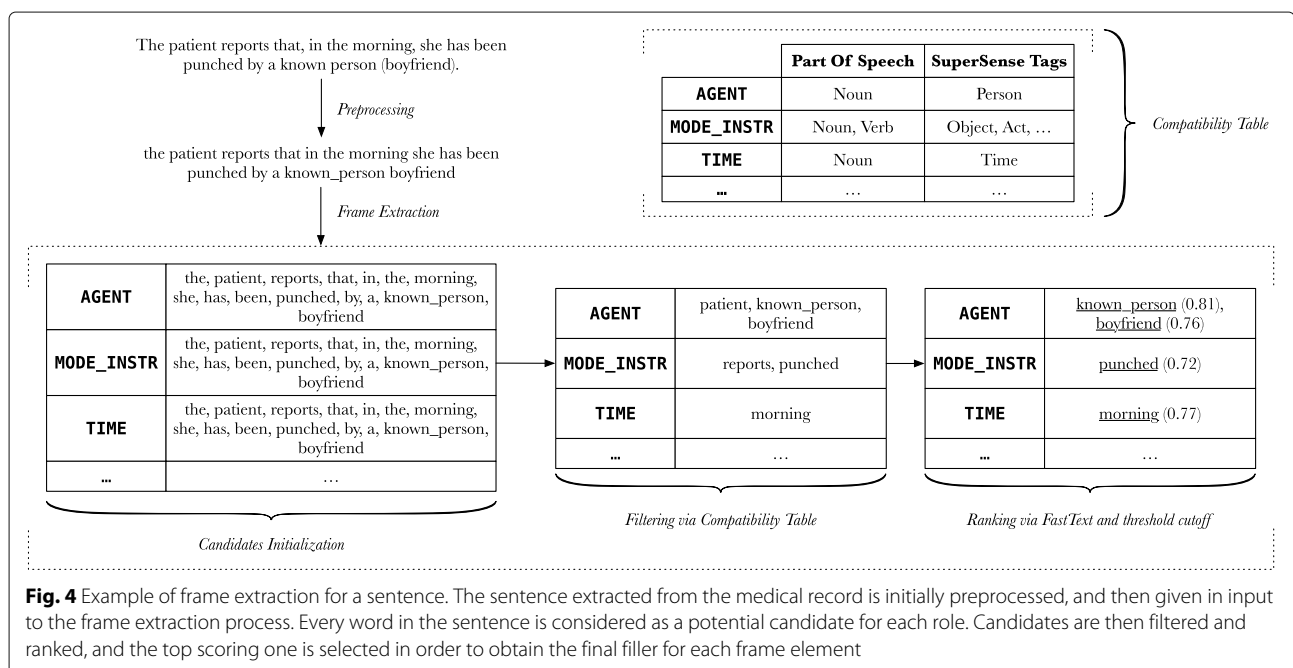 The patient reports that, in the morning, she has been
punched by a known person (boyfriend).
Preprocessing
the patient reports that in the morning she has been
punched by a known_person boyfriend
Frame Extraction
Part Of Speech SuperSense Tags
AGENT Noun Person
MODE_INSTR Noun, Verb Object, Act, …
TIME Noun Time
… … …
Compatibility Table
AGENT
the, patient, reports, that, in, the, morning,
she, has, been, punched, by, a, known_person,
boyfriend
MODE_INSTR
the, patient, reports, that, in, the, morning,
she, has, been, punched, by, a, known_person,
boyfriend
TIME
the, patient, reports, that, in, the, morning,
she, has, been, punched, by, a, known_person,
boyfriend
… …
Candidates Initialization
AGENT
patient, known_person,
boyfriend
MODE_INSTR reports, punched
TIME morning
… …
Filtering via Compatibility Table
AGENT
known_person (0.81),
boyfriend (0.76)
MODE_INSTR punched (0.72)
TIME morning (0.77)
… …
Ranking via FastText and threshold cutoff
Fig. 4 Example of frame extraction for a sentence. The sentence extracted from the medical record is initially preprocessed, and then given in input
to the frame extraction process. Every word in the sentence is considered as a potential candidate for each role. Candidates are then filtered and
ranked, and the top scoring one is selected in order to obtain the final filler for each frame element